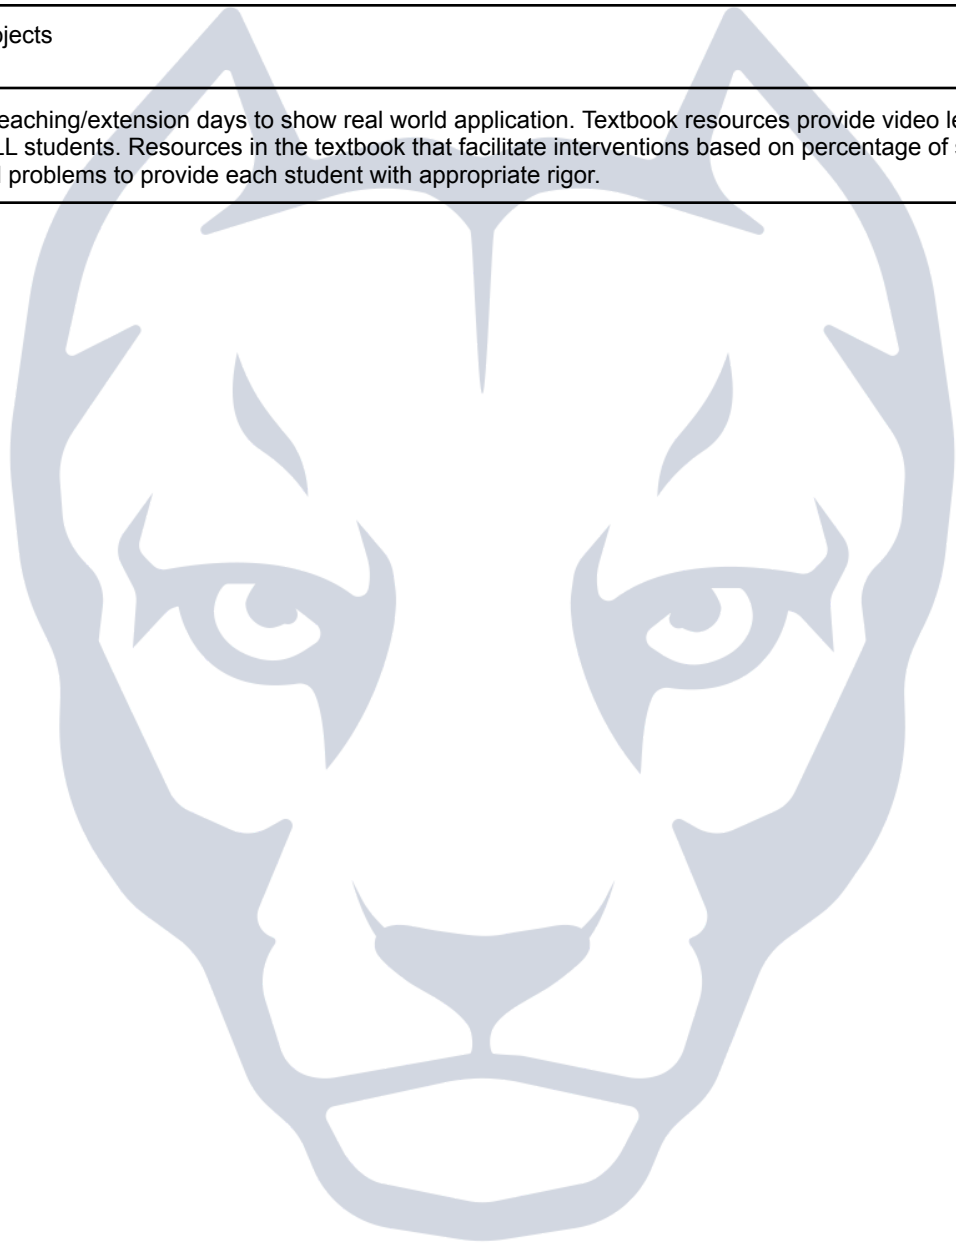 ojects
eaching/extension days to show real world application. Textbook resources provide video le
LL students. Resources in the textbook that facilitate interventions based on percentage of s
l problems to provide each student with appropriate rigor.